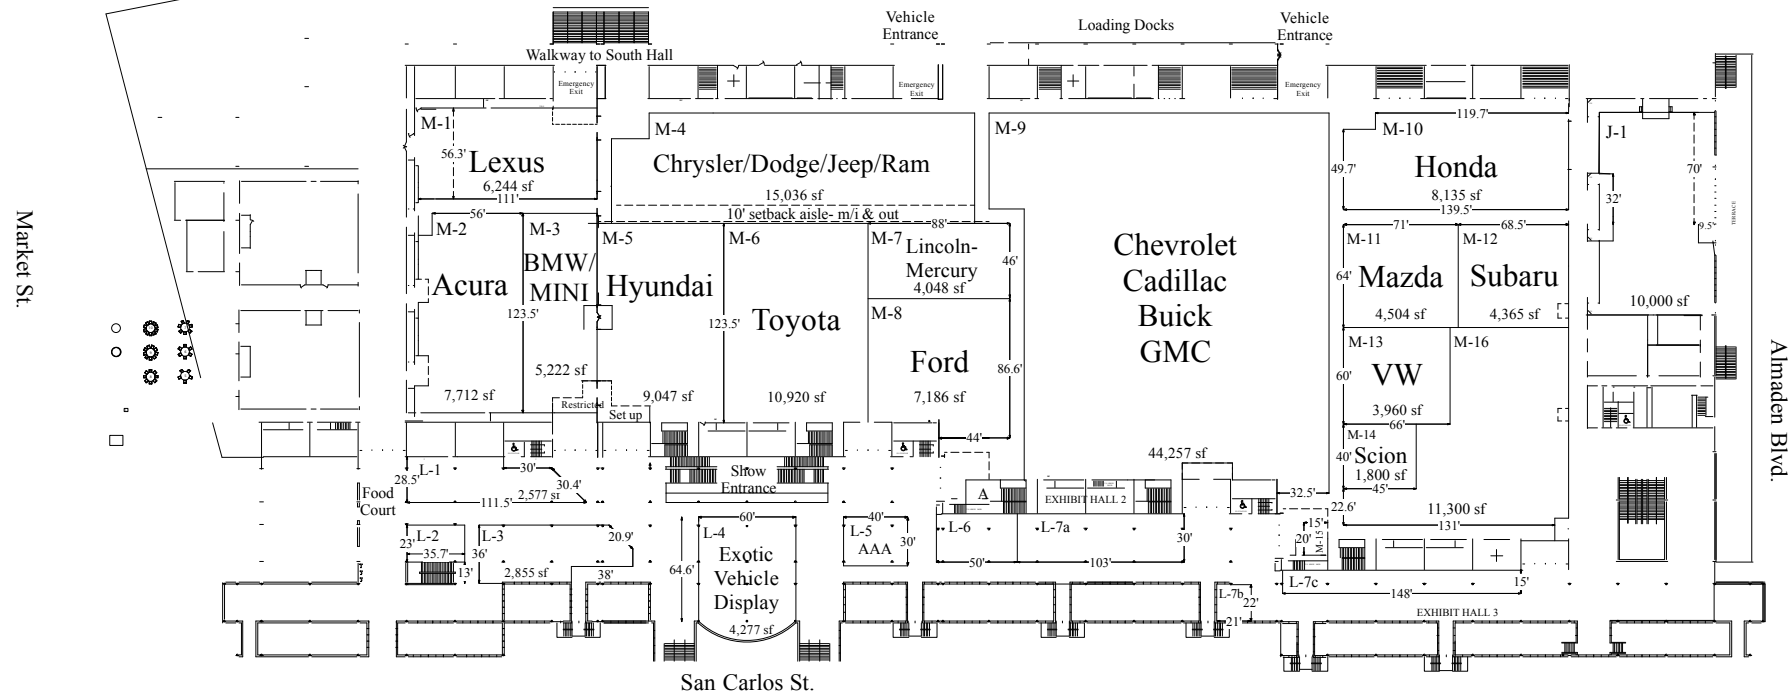 Vehicle
Entrance
Loading Docks
Vehicle
Entrance
Walkway to South Hall
Emergency
Exit
Emergency
Exit
Emergency
Exit
M-1
56.3'
Lexus
6,244 sf
111'
M-4
Chrysler/Dodge/Jeep/Ram
15,036 sf
10' setback aisle- m/i & out
M-9
Chevrolet
Cadillac
Buick
GMC
44,257 sf
119.7'
M-10
Honda
49.7'
8,135 sf
139.5'
J-1
70'
32'
9.5'
TERRACE
10,000 sf
56'
M-2
Acura
7,712 sf
M-3
BMW/
MINI
123.5'
5,222 sf
Restricted
M-5
Hyundai
9,047 sf
Set up
M-6
123.5'
Toyota
10,920 sf
88'
M-7
Lincoln-
Mercury
46'
4,048 sf
M-8
Ford
86.6'
7,186 sf
44'
71'
M-11
Mazda
64'
4,504 sf
68.5'
M-12
Subaru
4,365 sf
M-13
VW
60'
3,960 sf
66'
M-16
M-14
Scion
40'
1,800 sf
45'
11,300 sf
131'
22.6'
32.5'
15'
20'
M-15
Market St.
Almaden Blvd.
L-1
28.5'
30'
30.4'
2,577 sf
111.5'
Food
Court
Show
Entrance
L-2
23'
35.7'
13'
L-3
36'
20.9'
2,855 sf
38'
60'
L-4
64.6'
Exotic
Vehicle
Display
4,277 sf
40'
L-5
AAA
30'
A
EXHIBIT HALL 2
L-6
50'
L-7a
30'
103'
L-7b
22'
21'
L-7c
15'
148'
EXHIBIT HALL 3
San Carlos St.